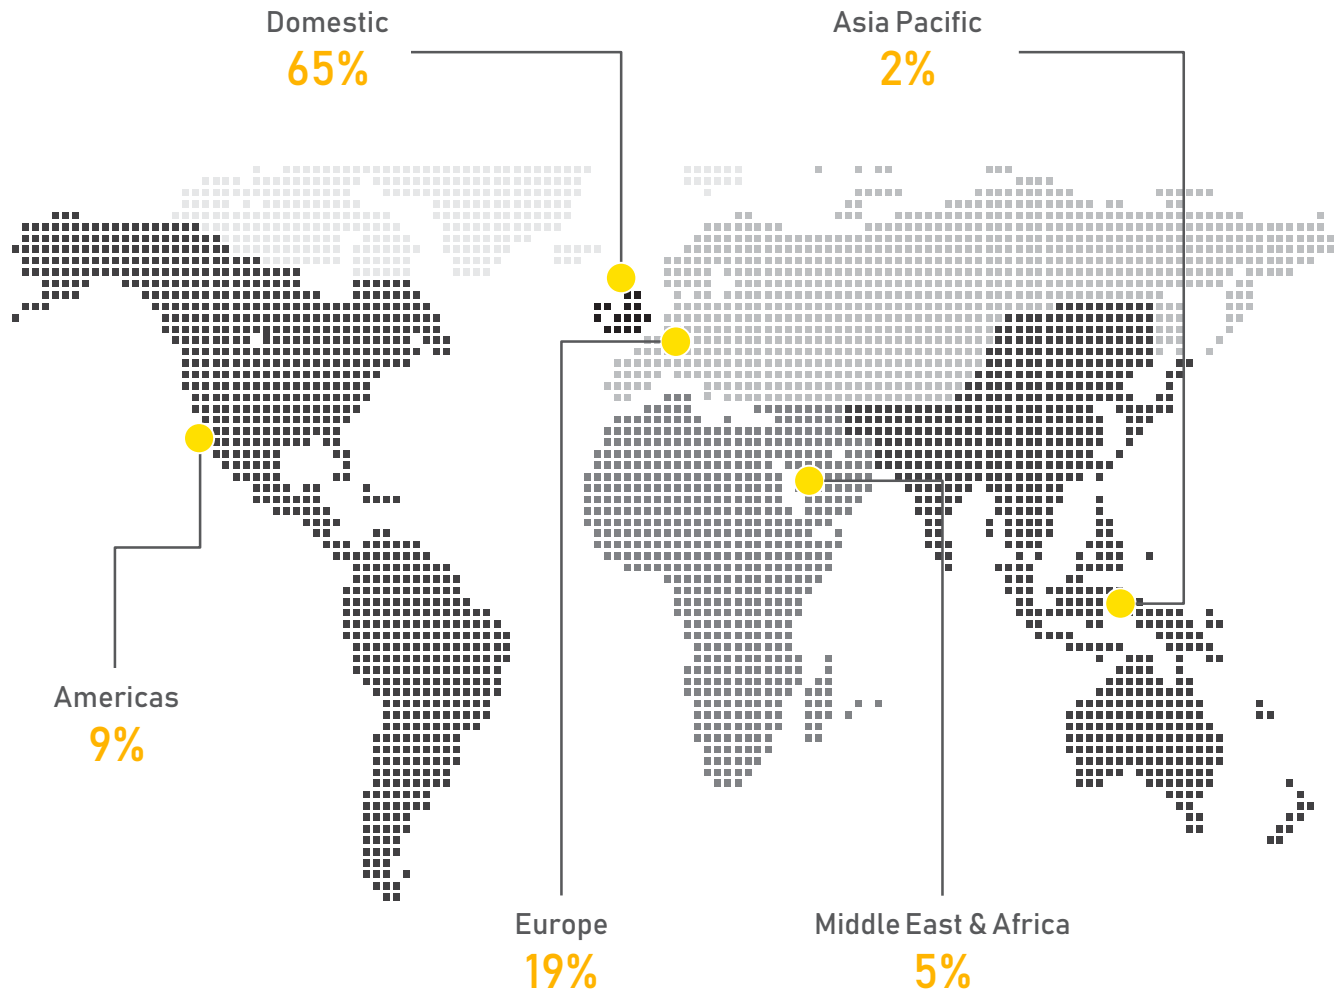 Domestic
65%
Asia Pacific
2%
Americas
9%
Europe
19%
Middle East & Africa
5%